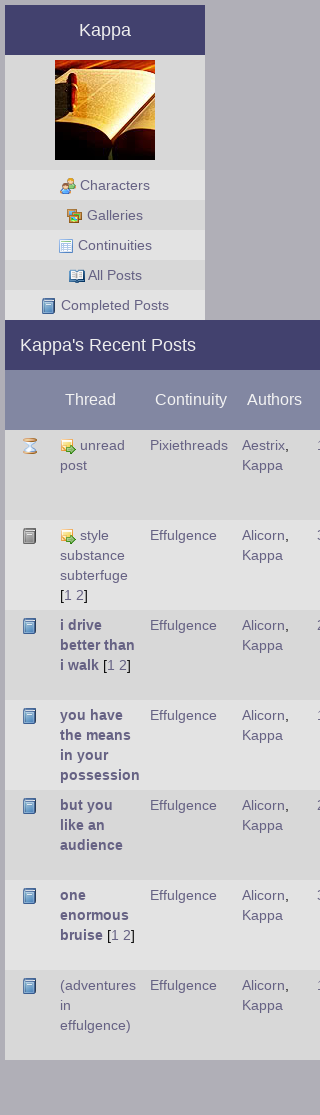 Kappa
Characters
Galleries
Continuities
All Posts
Completed Posts
Kappa's Recent Posts
Thread Continuity Authors
unread Pixiethreads Aestrix,
post Kappa
style Effulgence Alicorn,
substance Kappa
subterfuge
[1 2]
i drive Effulgence Alicorn,
better than Kappa
i walk [1 2]
you have Effulgence Alicorn,
the means Kappa
in your
possession
but you Effulgence Alicorn,
like an Kappa
audience
one Effulgence Alicorn,
enormous Kappa
bruise [1 2]
(adventures Effulgence Alicorn,
in Kappa
effulgence)